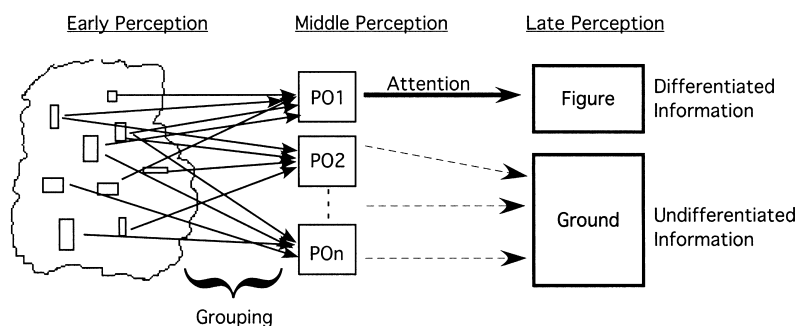 Early Perception
Middle Perception
Late Perception
PO1
Attention
Figure
Differentiated
Information
PO2
POn
Ground
Undifferentiated
Information
Grouping